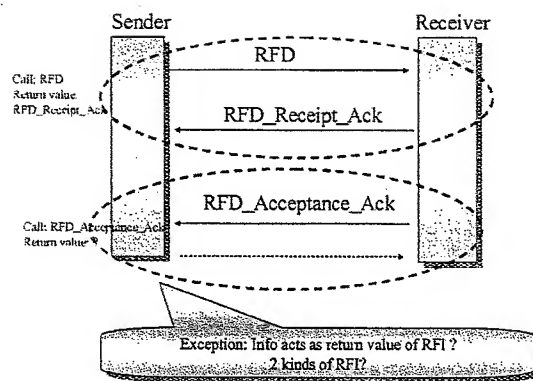 Sender
Receiver
RFD
Call: RFD
Return value
RFD_Receipt_Ack
RFD_Receipt_Ack
RFD_Acceptance_Ack
Call: RFD_Acceptance_Ack
Return value ?
Exception: Info acts as return value of RFI ?
2 kinds of RFI?